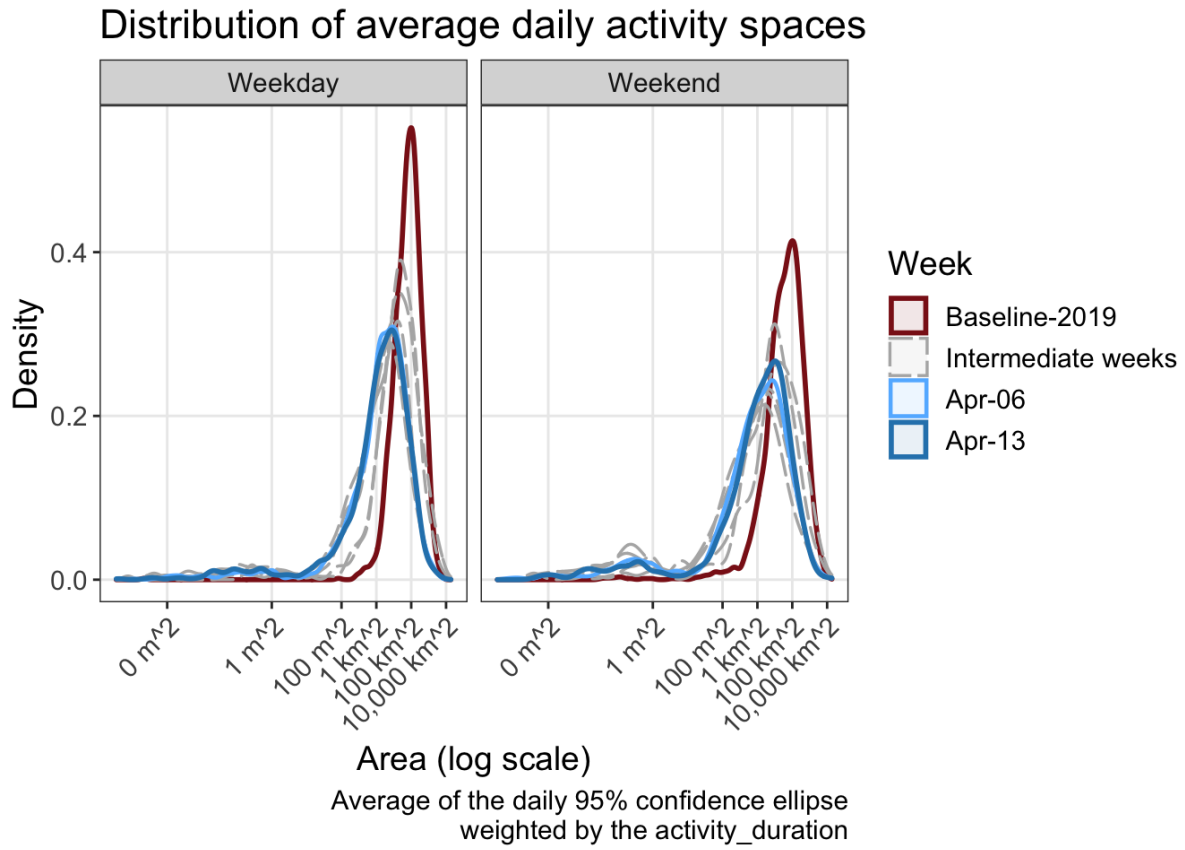 Distribution of average daily activity spaces
Weekday
Weekend
Density
0.4
0.2
0.0
0 m^2
1 m^2
100 m^2
1 km^2
100 km^2
10,000 km^2
0 m^2
1 m^2
100 m^2
1 km^2
100 km^2
10,000 km^2
Area (log scale)
Average of the daily 95% confidence ellipse
weighted by the activity_duration
Week
Baseline-2019
Intermediate weeks
Apr-06
Apr-13